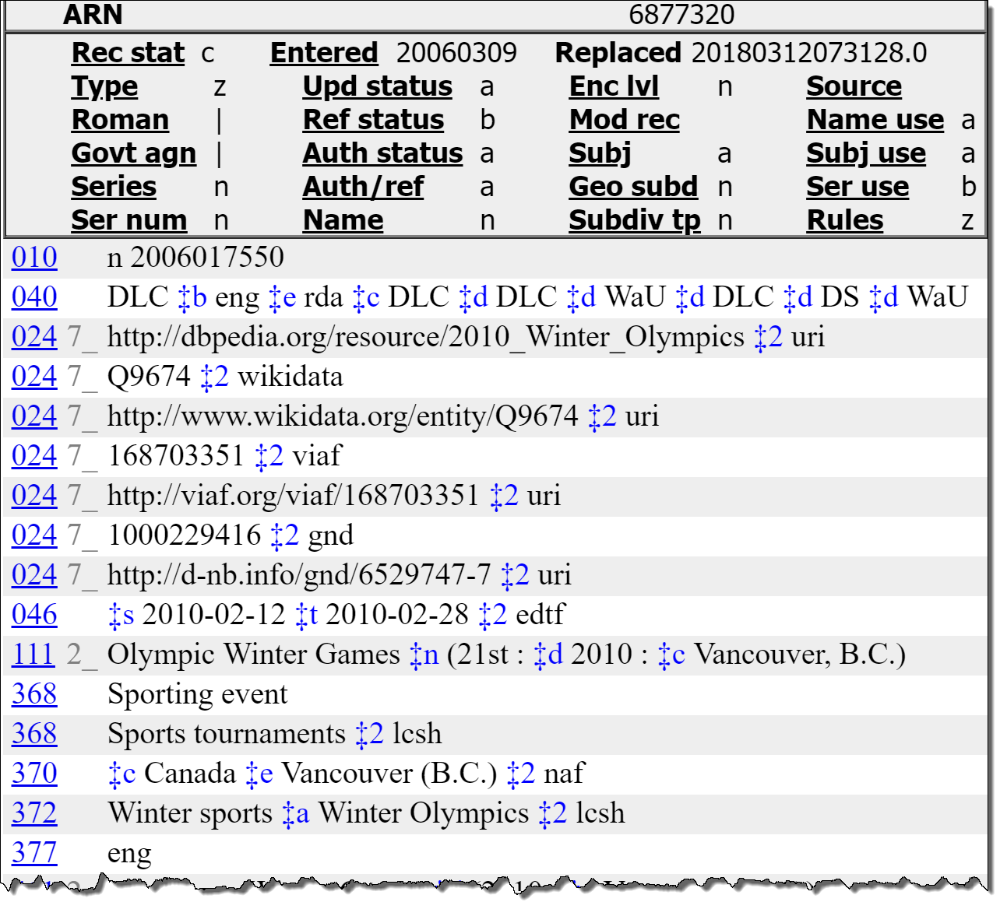 ARN 6877320
Rec stat c Entered 20060309 Replaced 20180312073128.0
Type z Upd status a Enc lvl n Source
Roman | Ref status b Mod rec Name use a
Govt agn | Auth status a Subj a Subj use a
Series n Auth/ref a Geo subd n Ser use b
Ser num n Name n Subdiv tp n Rules z
010 n 2006017550
040 DLC ‡b eng ‡e rda ‡c DLC ‡d DLC ‡d WaU ‡d DLC ‡d DS ‡d WaU
024 7_ http://dbpedia.org/resource/2010_Winter_Olympics ‡2 uri
024 7_ Q9674 ‡2 wikidata
024 7_ http://www.wikidata.org/entity/Q9674 ‡2 uri
024 7_ 168703351 ‡2 viaf
024 7_ http://viaf.org/viaf/168703351 ‡2 uri
024 7_ 1000229416 ‡2 gnd
024 7_ http://d-nb.info/gnd/6529747-7 ‡2 uri
046 ‡s 2010-02-12 ‡t 2010-02-28 ‡2 edtf
111 2_ Olympic Winter Games ‡n (21st : ‡d 2010 : ‡c Vancouver, B.C.)
368 Sporting event
368 Sports tournaments ‡2 lcsh
370 ‡c Canada ‡e Vancouver (B.C.) ‡2 naf
372 Winter sports ‡a Winter Olympics ‡2 lcsh
377 eng